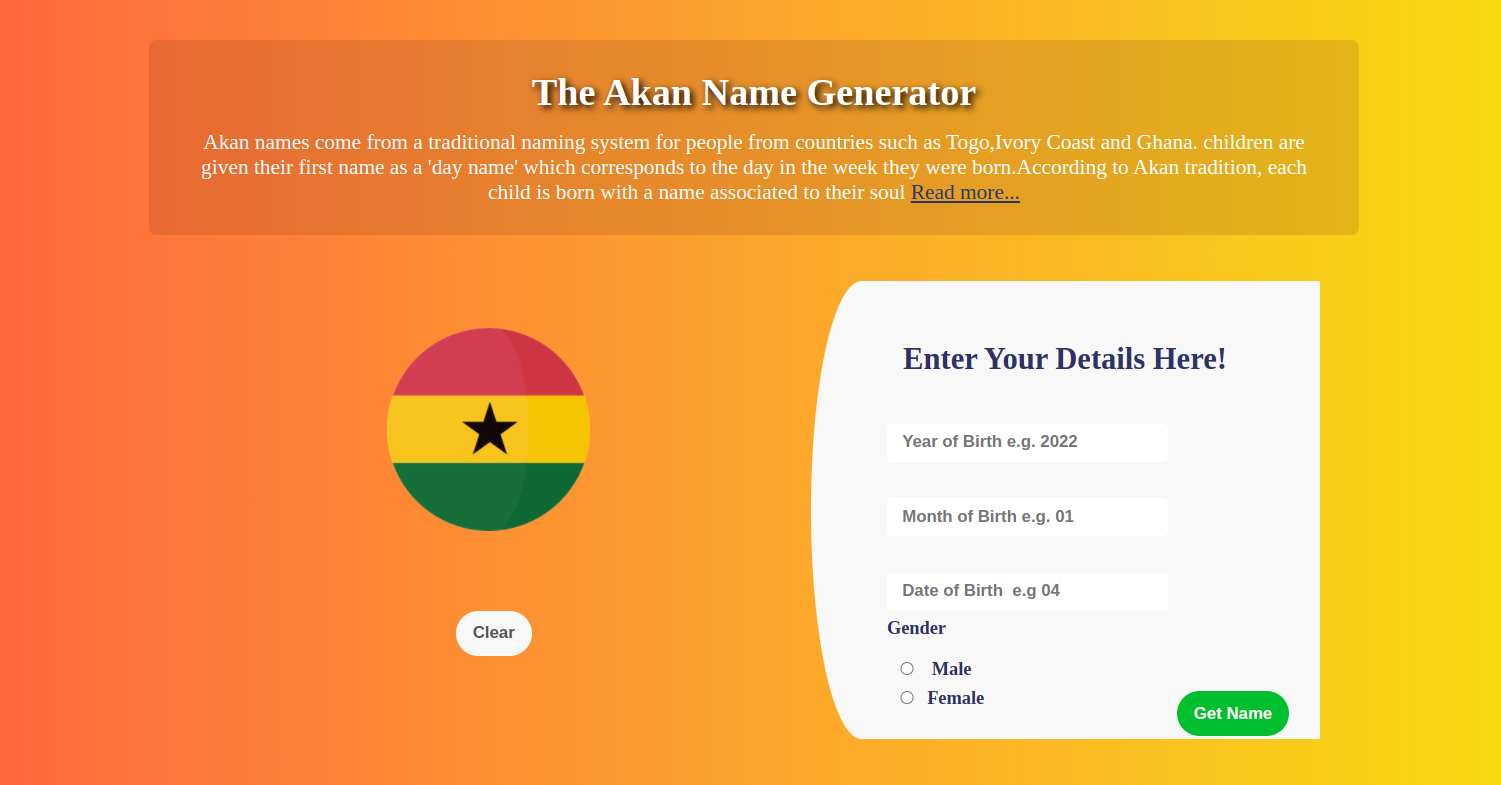 The Akan Name Generator
Akan names come from a traditional naming system for people from countries such as Togo,Ivory Coast and Ghana. children are
given their first name as a 'day name' which corresponds to the day in the week they were born.According to Akan tradition, each
child is born with a name associated to their soul Read more...
Enter Your Details Here!
Year of Birth e.g. 2022
Month of Birth e.g. 01
Date of Birth  e.g 04
Gender
Male
Female
Clear
Get Name